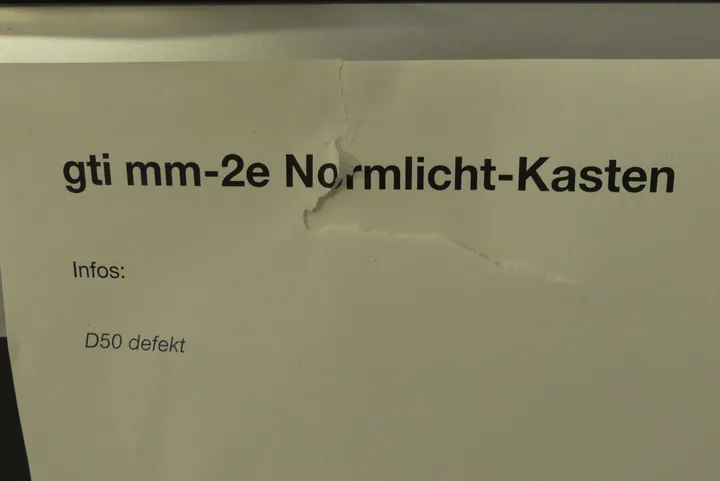 gti mm-2e Normlicht-Kasten
Infos:
D50 defekt